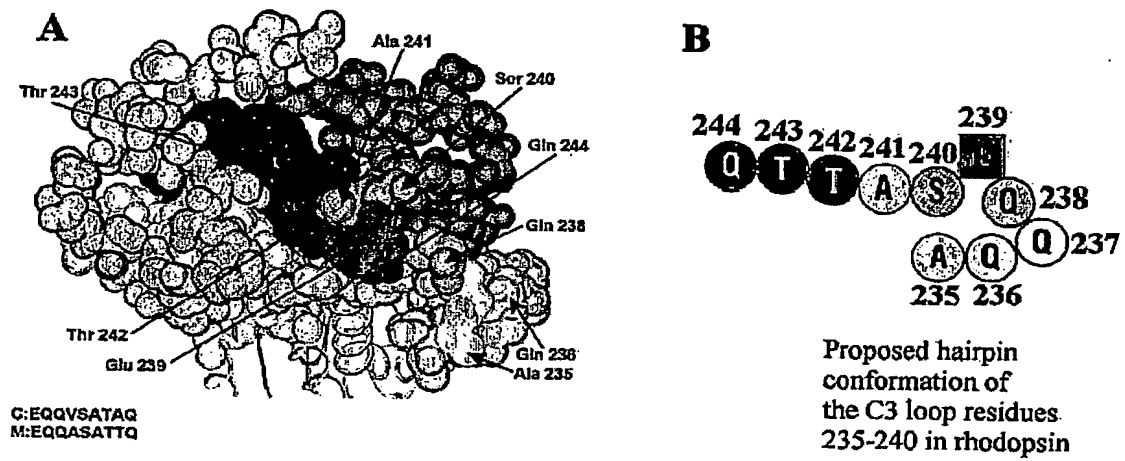 A
Ala 241
Thr 243
Ser 240
Gln 244
Gln 238
Thr 242
Glu 239
Gln 236
Ala 235
C:EQQVSATAQ
M:EQQASATTQ
B
239
244 243 242 241 240
Q T T A S
Q 238
A Q Q 237
235 236
Proposed hairpin
conformation of
the C3 loop residues
235-240 in rhodopsin